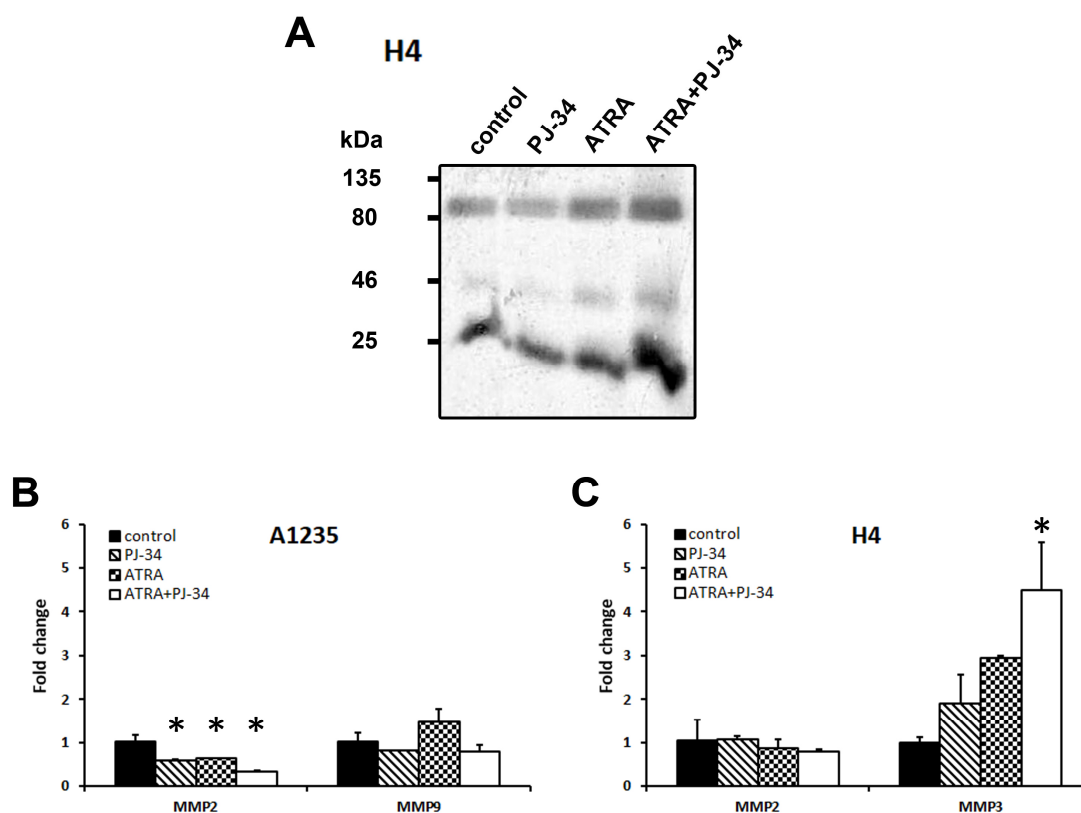 A
H4
control
PJ-34
ATRA
ATRA+PJ-34
kDa
135
80
46
25
B
A1235
control
PJ-34
ATRA
ATRA+PJ-34
Fold change
6
5
4
3
2
1
0
* * *
MMP2 MMP9
C
H4
control
PJ-34
ATRA
ATRA+PJ-34
Fold change
6
5
4
3
2
1
0
*
MMP2 MMP3